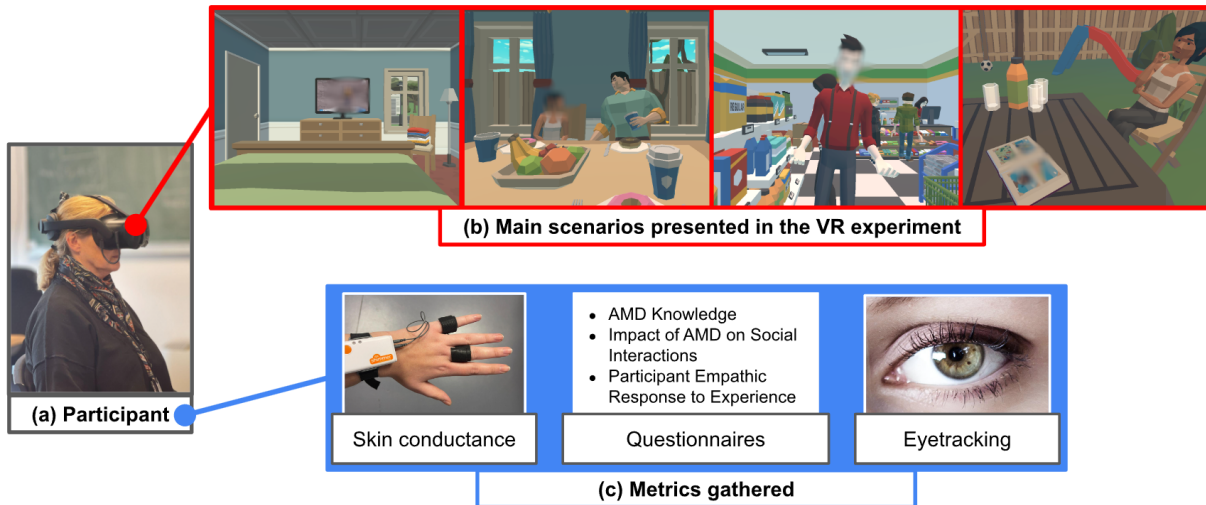 (b) Main scenarios presented in the VR experiment
(a) Participant
• AMD Knowledge
• Impact of AMD on Social
Interactions
• Participant Empathic
Response to Experience
Skin conductance
Questionnaires
Eyetracking
(c) Metrics gathered